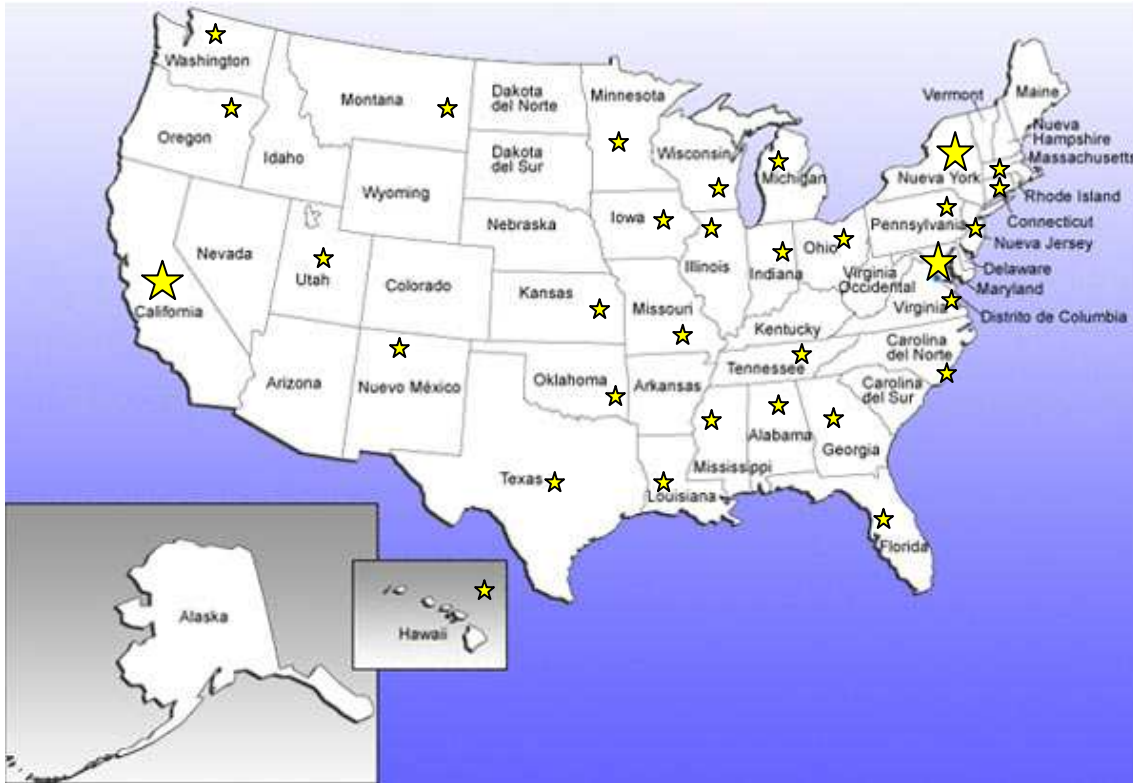 Washington
Montana
Dakota
del Norte
Minnesota
Vermont
Maine
Oregon
Idaho
Wisconsin
Michigan
Nueva
Hampshire
Massachusetts
Dakota
del Sur
Wyoming
Nueva York
Rhode Island
Iowa
Nebraska
Pennsylvania
Connecticut
Nueva Jersey
Nevada
Utah
Colorado
Illinois
Indiana
Ohio
Virginia
Occidental
Delaware
Maryland
California
Kansas
Missouri
Virginia
Distrito de Columbia
Kentucky
Carolina
del Norte
Arizona
Nuevo México
Oklahoma
Arkansas
Tennessee
Carolina
del Sur
Alabama
Georgia
Mississippi
Texas
Louisiana
Florida
Alaska
Hawaii